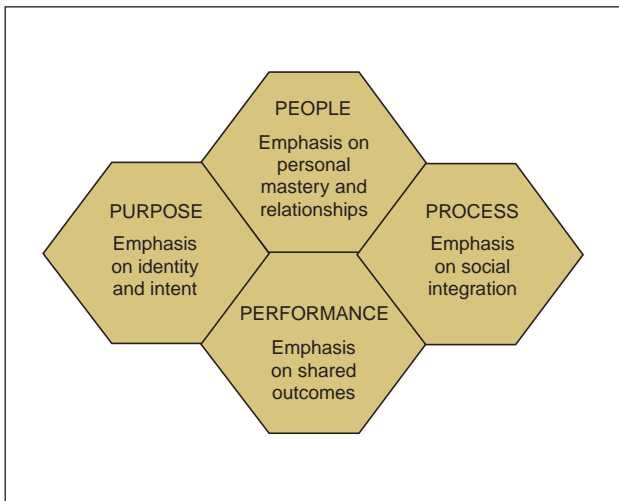 PEOPLE
Emphasis on
personal
mastery and
relationships
PURPOSE
Emphasis
on identity
and intent
PROCESS
Emphasis
on social
integration
PERFORMANCE
Emphasis
on shared
outcomes